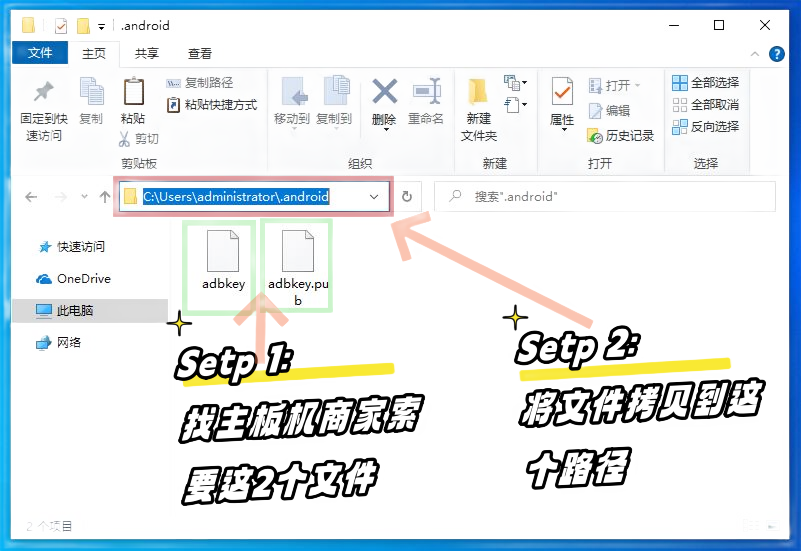 .android
文件
主页
共享
查看
固定到快
速访问
复制
粘贴
复制路径
粘贴快捷方式
剪切
剪贴板
移动到
复制到
删除
重命名
组织
新建
文件夹
新建
属性
打开
编辑
历史记录
打开
全部选择
全部取消
反向选择
选择
C:\Users\administrator\.android
搜索".android"
快速访问
OneDrive
此电脑
网络
adbkey
adbkey.pu
b
Setp 1:
找主板机商家索
要这2个文件
Setp 2:
将文件拷贝到这
个路径
2 个项目